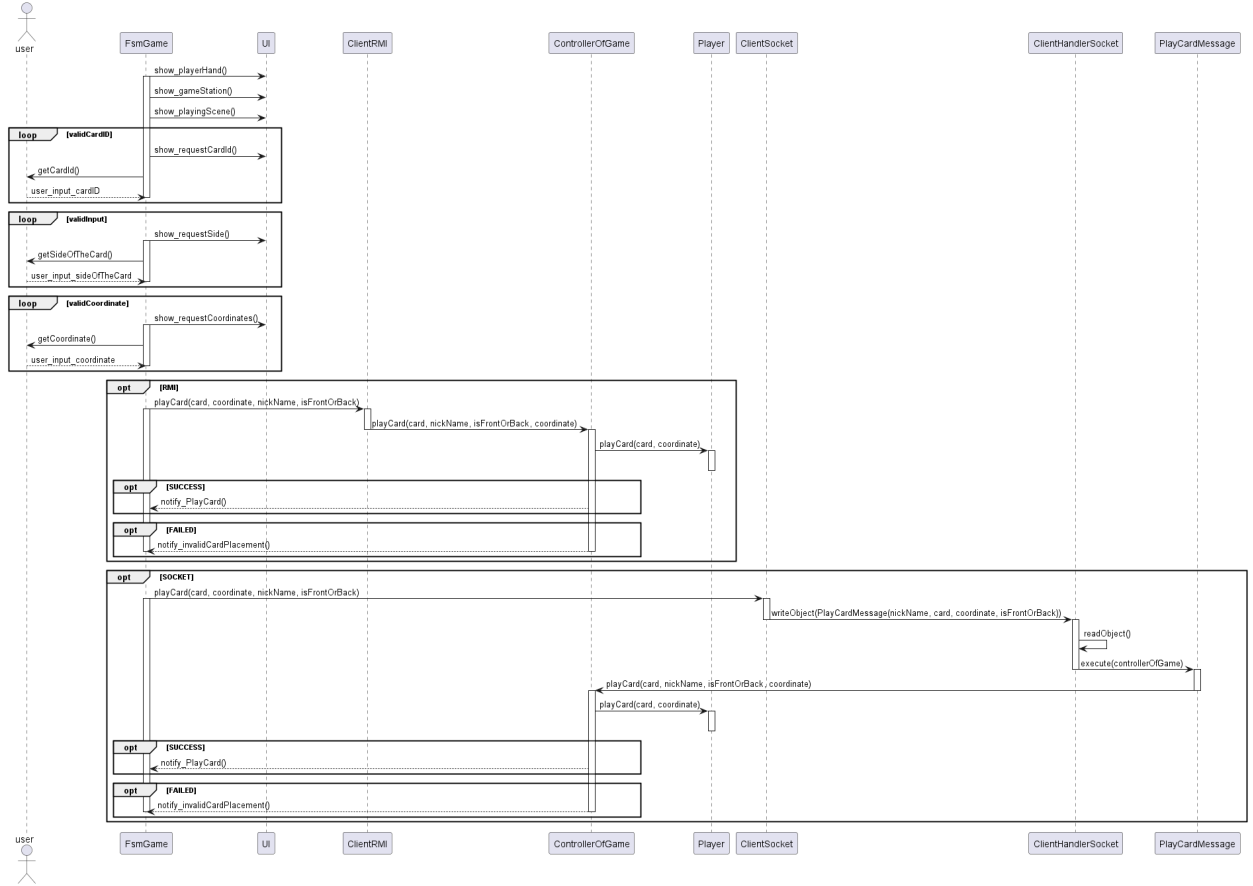 user
FsmGame UI ClientRMI ControllerOfGame Player ClientSocket ClientHandlerSocket PlayCardMessage
show_playerHand()
show_gameStation()
show_playingScene()
loop [validCardID]
show_requestCardId()
getCardId()
user_input_cardID
loop [validInput]
show_requestSide()
getSideOfTheCard()
user_input_sideOfTheCard
loop [validCoordinate]
show_requestCoordinates()
getCoordinate()
user_input_coordinate
opt [RMI]
playCard(card, coordinate, nickName, isFrontOrBack)
playCard(card, nickName, isFrontOrBack, coordinate)
playCard(card, coordinate)
opt [SUCCESS]
notify_PlayCard()
opt [FAILED]
notify_invalidCardPlacement()
opt [SOCKET]
playCard(card, coordinate, nickName, isFrontOrBack)
writeObject(PlayCardMessage(nickName, card, coordinate, isFrontOrBack))
readObject()
execute(controllerOfGame)
playCard(card, nickName, isFrontOrBack, coordinate)
playCard(card, coordinate)
opt [SUCCESS]
notify_PlayCard()
opt [FAILED]
notify_invalidCardPlacement()
user
FsmGame UI ClientRMI ControllerOfGame Player ClientSocket ClientHandlerSocket PlayCardMessage